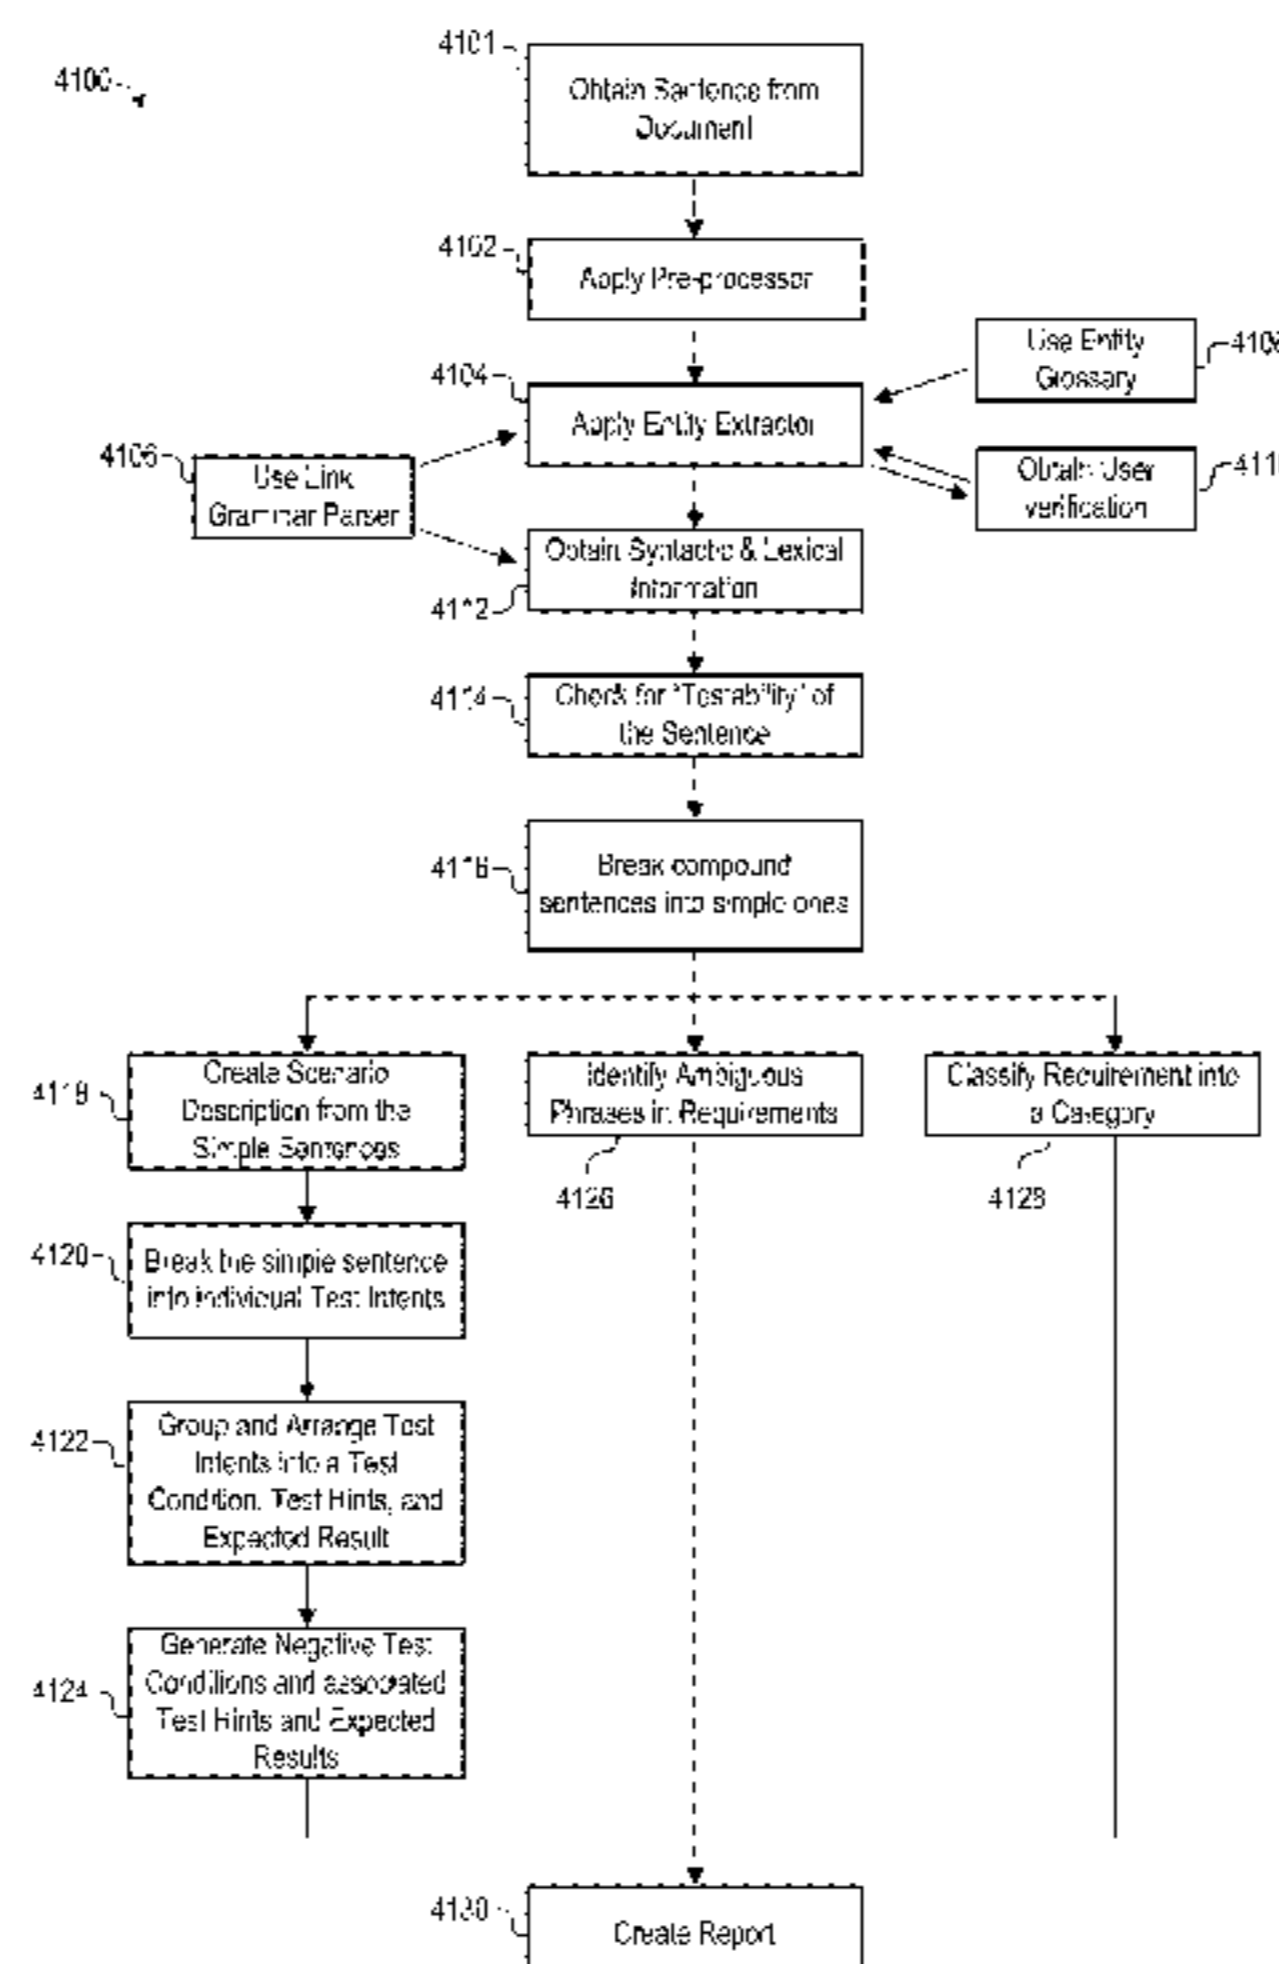 4100
4101
Obtain Sentence from
Document
4102
Apply Pre-processor
4104
Apply Entity Extractor
Use Entity
Glossary
4106
Use Link
Grammar Parser
Obtain User
verification
Obtain Syntactic & Lexical
Information
4112
4114
Check for "Testability" of
the Sentence
4116
Break compound
sentences into simple ones
4118
Create Scenario
Description from the
Simple Sentences
Identify Ambiguous
Phrases in Requirements
4126
Classify Requirement into
a Category
4128
4120
Break the simple sentence
into individual Test Intents
4122
Group and Arrange Test
Intents into a Test
Condition, Test Hints, and
Expected Result
4124
Generate Negative Test
Conditions and associated
Test Hints and Expected
Results
4130
Create Report